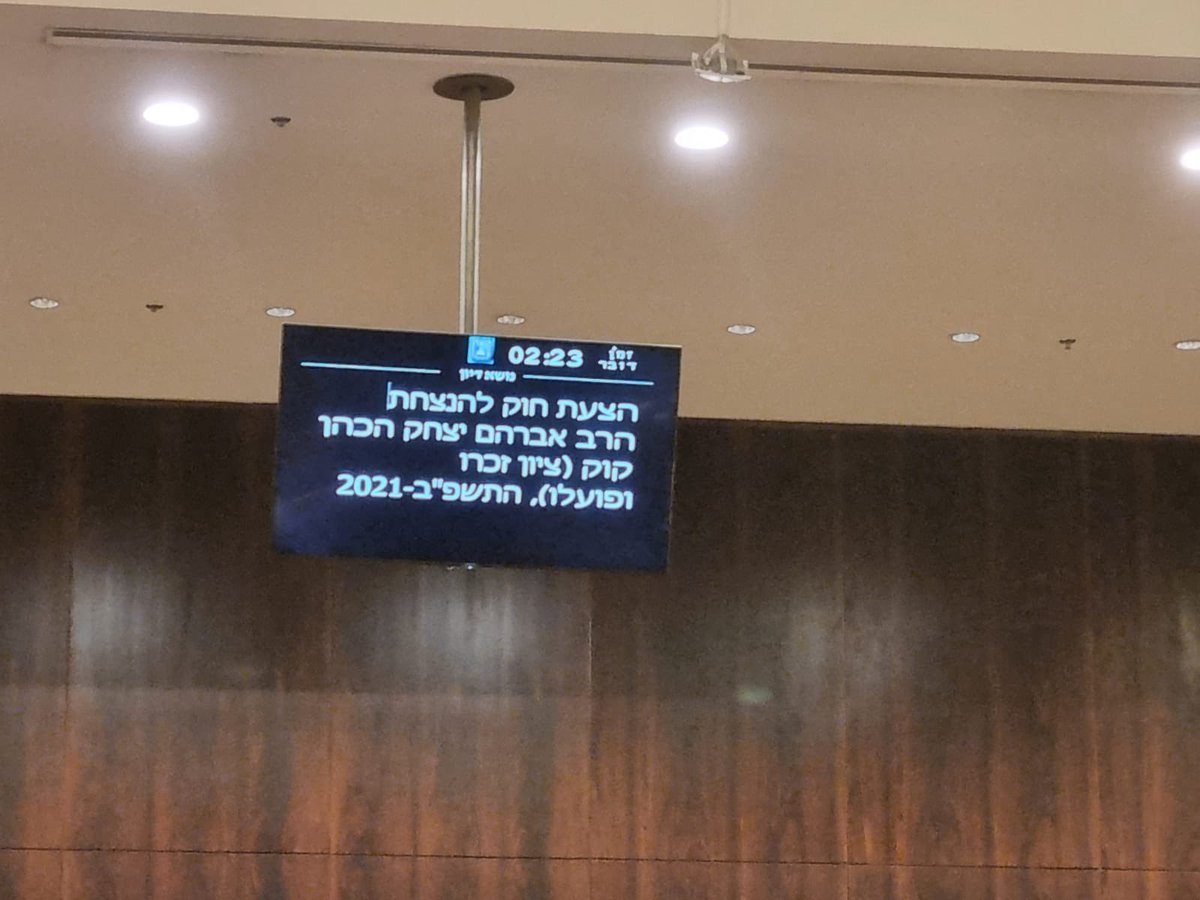 זמן
דובר
02:23
נושא דיון
הצעת חוק להנצחת
הרב אברהם יצחק הכהן
קוק (ציון זכרו
ופועלו), התשפ"ב-2021